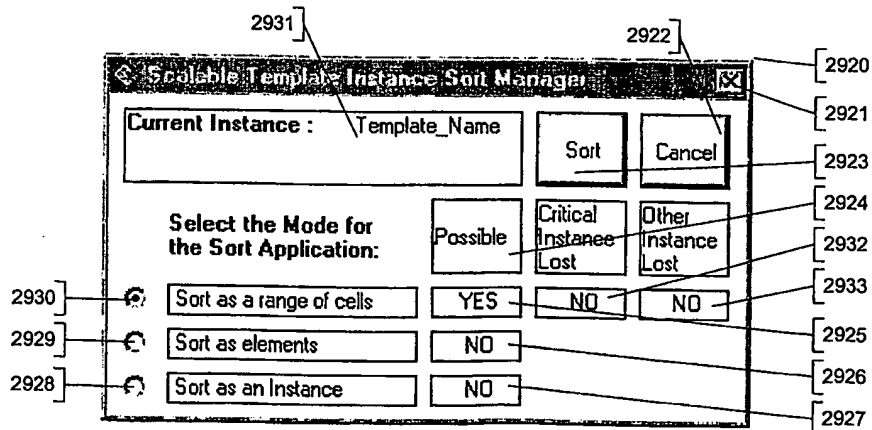 2931
2922
2920
Scalable Template Instance Sort Manager
2921
Current Instance : Template_Name
Sort
Cancel
2923
2924
Select the Mode for
the Sort Application:
Possible
Critical
Instance
Lost
Other
Instance
Lost
2932
2930
Sort as a range of cells
YES
NO
NO
2933
2925
2929
Sort as elements
NO
2926
2928
Sort as an Instance
NO
2927